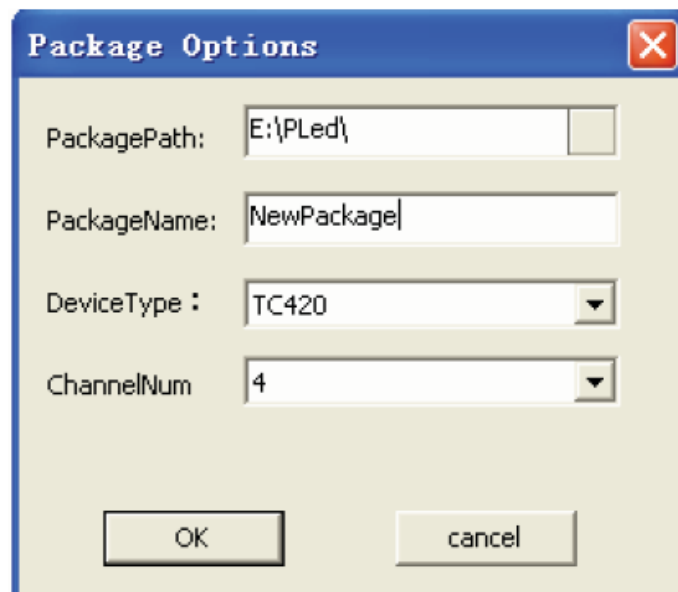 Package Options
PackagePath: E:\PLed\
PackageName: NewPackage
DeviceType： TC420
ChannelNum 4
OK cancel